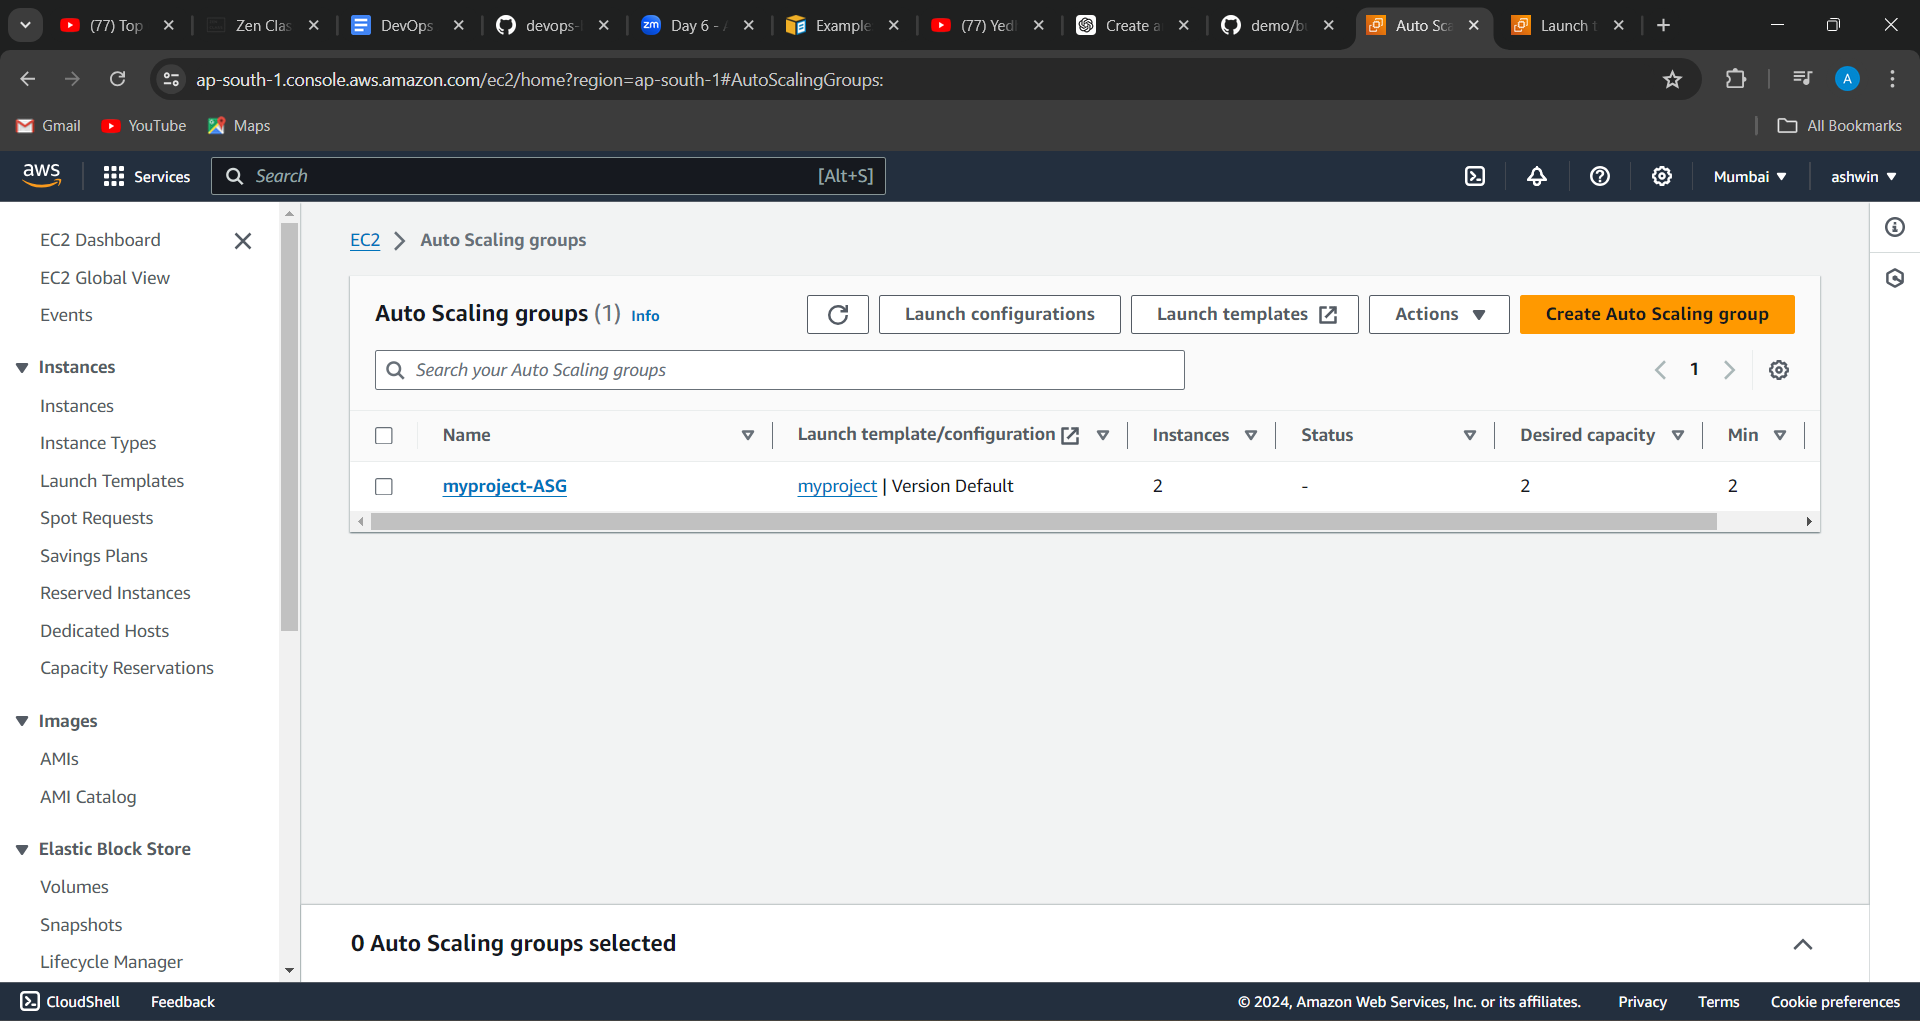 (77) Top
Zen Clas
DevOps
devops-
zm Day 6 -
Example
(77) Yed
Create a
demo/b
Auto Sca
Launch t
ap-south-1.console.aws.amazon.com/ec2/home?region=ap-south-1#AutoScalingGroups:
A
Gmail YouTube Maps All Bookmarks
aws Services Search [Alt+S] Mumbai ashwin
EC2 Dashboard
EC2 Global View
Events
Instances
Instances
Instance Types
Launch Templates
Spot Requests
Savings Plans
Reserved Instances
Dedicated Hosts
Capacity Reservations
Images
AMIs
AMI Catalog
Elastic Block Store
Volumes
Snapshots
Lifecycle Manager
EC2 Auto Scaling groups
Auto Scaling groups (1) Info Launch configurations Launch templates Actions Create Auto Scaling group
Search your Auto Scaling groups 1
Name Launch template/configuration Instances Status Desired capacity Min
myproject-ASG myproject | Version Default 2 - 2 2
0 Auto Scaling groups selected
CloudShell Feedback © 2024, Amazon Web Services, Inc. or its affiliates. Privacy Terms Cookie preferences